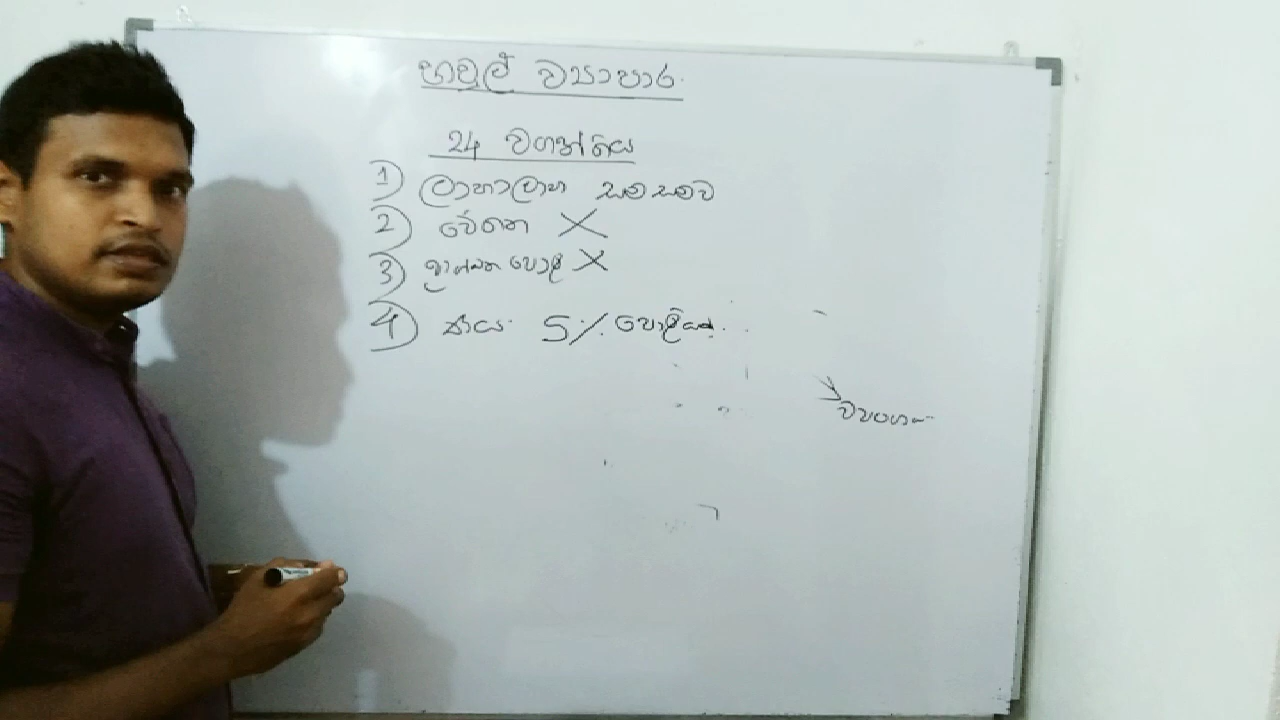 හවුල් ව්‍යාපාර
24 වගන්තිය
1) ලාභාලාභ සමසමව
2) වේතන X
3) ප්‍රාග්ධන පොළී X
4) ණය 5% පොළියක්